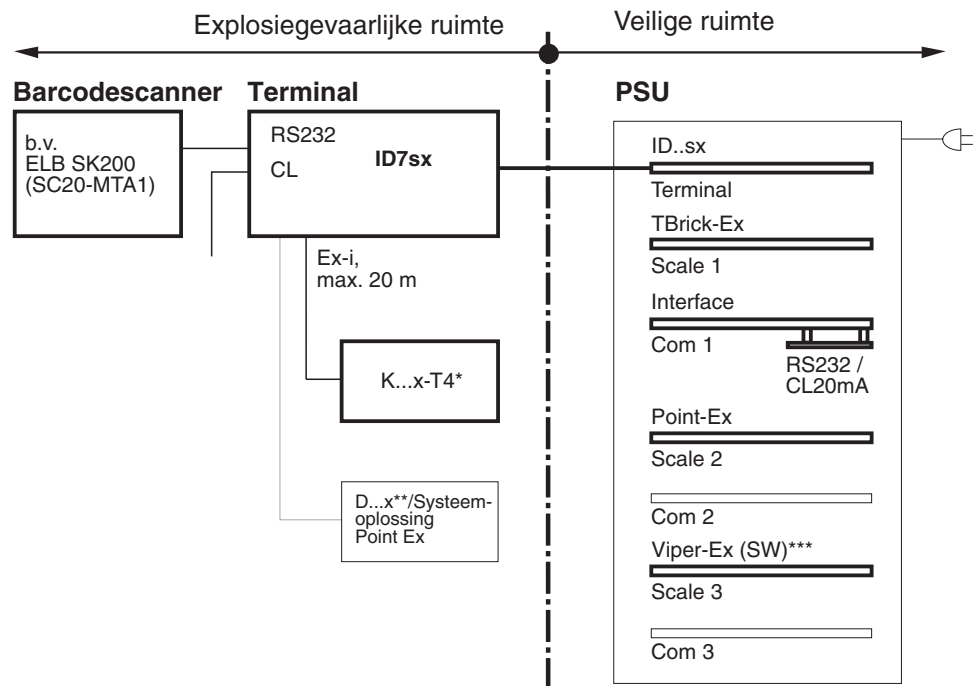 Explosiegevaarlijke ruimte
Veilige ruimte
Barcodescanner
Terminal
PSU
b.v.
ELB SK200
(SC20-MTA1)
RS232
CL
ID7sx
Ex-i,
max. 20 m
K...x-T4*
D...x**/Systeem-
oplossing
Point Ex
ID..sx
Terminal
TBrick-Ex
Scale 1
Interface
Com 1
RS232 /
CL20mA
Point-Ex
Scale 2
Com 2
Viper-Ex (SW)***
Scale 3
Com 3